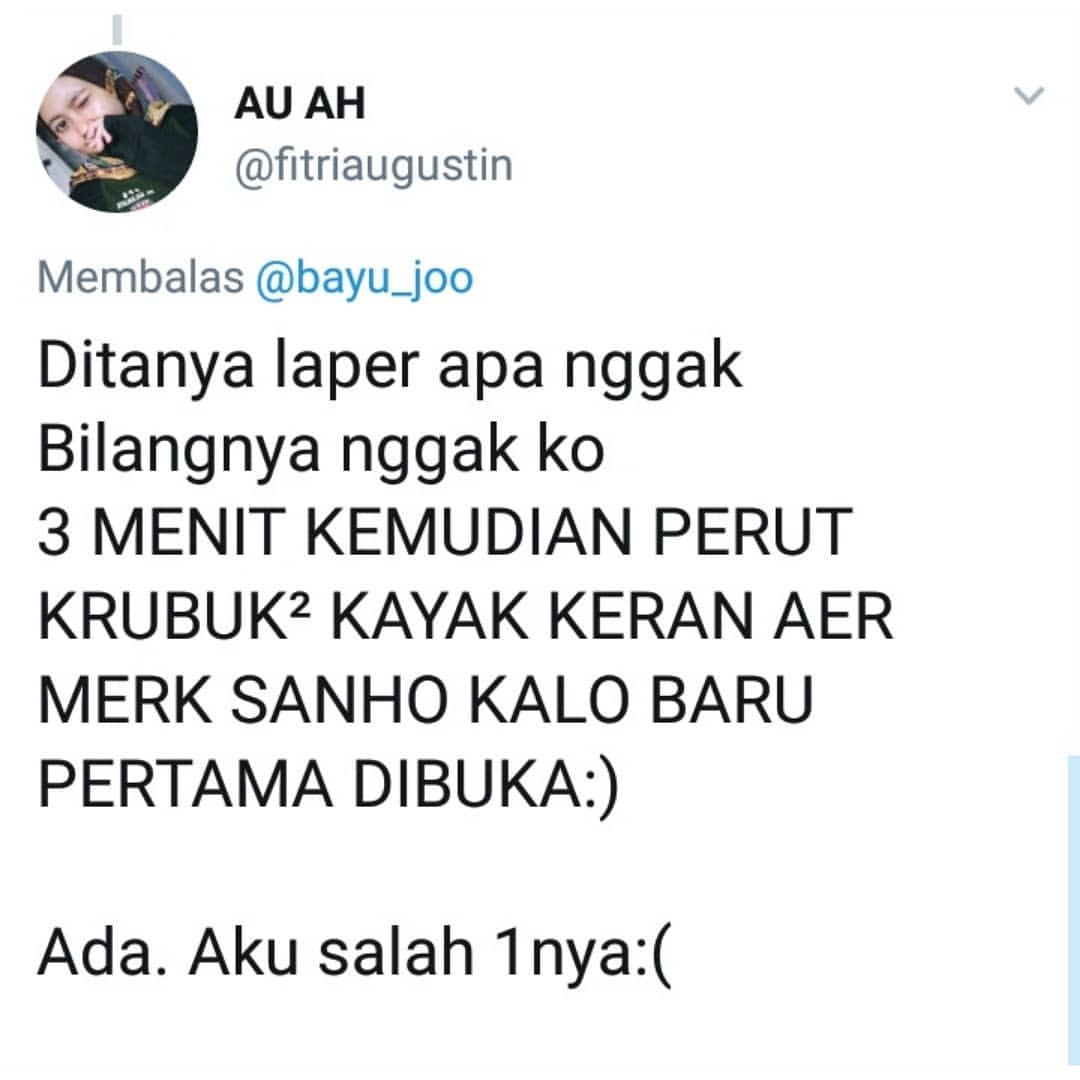 AU AH
@fitriaugustin
Membalas @bayu_joo
Ditanya laper apa nggak
Bilangnya nggak ko
3 MENIT KEMUDIAN PERUT
KRUBUK² KAYAK KERAN AER
MERK SANHO KALO BARU
PERTAMA DIBUKA:)
Ada. Aku salah 1nya:(